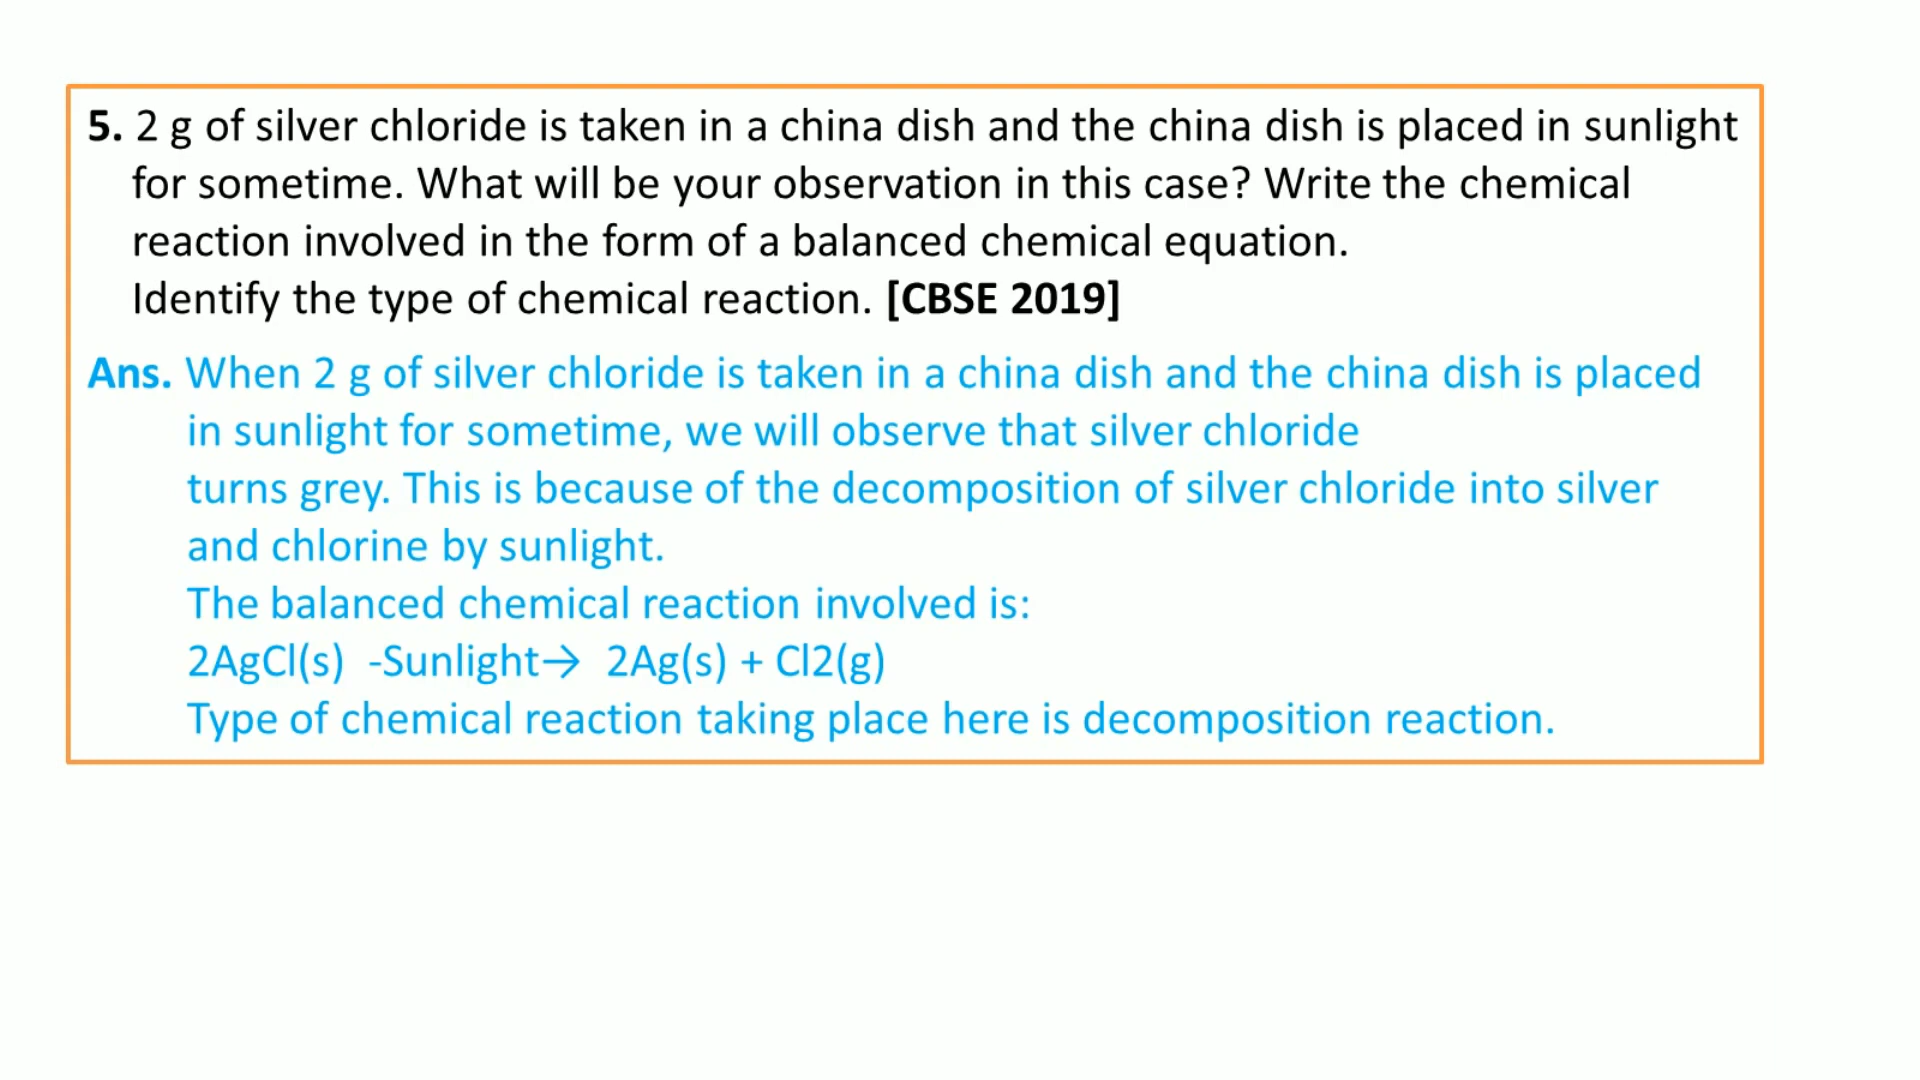 5. 2 g of silver chloride is taken in a china dish and the china dish is placed in sunlight
for sometime. What will be your observation in this case? Write the chemical
reaction involved in the form of a balanced chemical equation.
Identify the type of chemical reaction. [CBSE 2019]
Ans. When 2 g of silver chloride is taken in a china dish and the china dish is placed
in sunlight for sometime, we will observe that silver chloride
turns grey. This is because of the decomposition of silver chloride into silver
and chlorine by sunlight.
The balanced chemical reaction involved is:
2AgCl(s) -Sunlight→ 2Ag(s) + Cl2(g)
Type of chemical reaction taking place here is decomposition reaction.